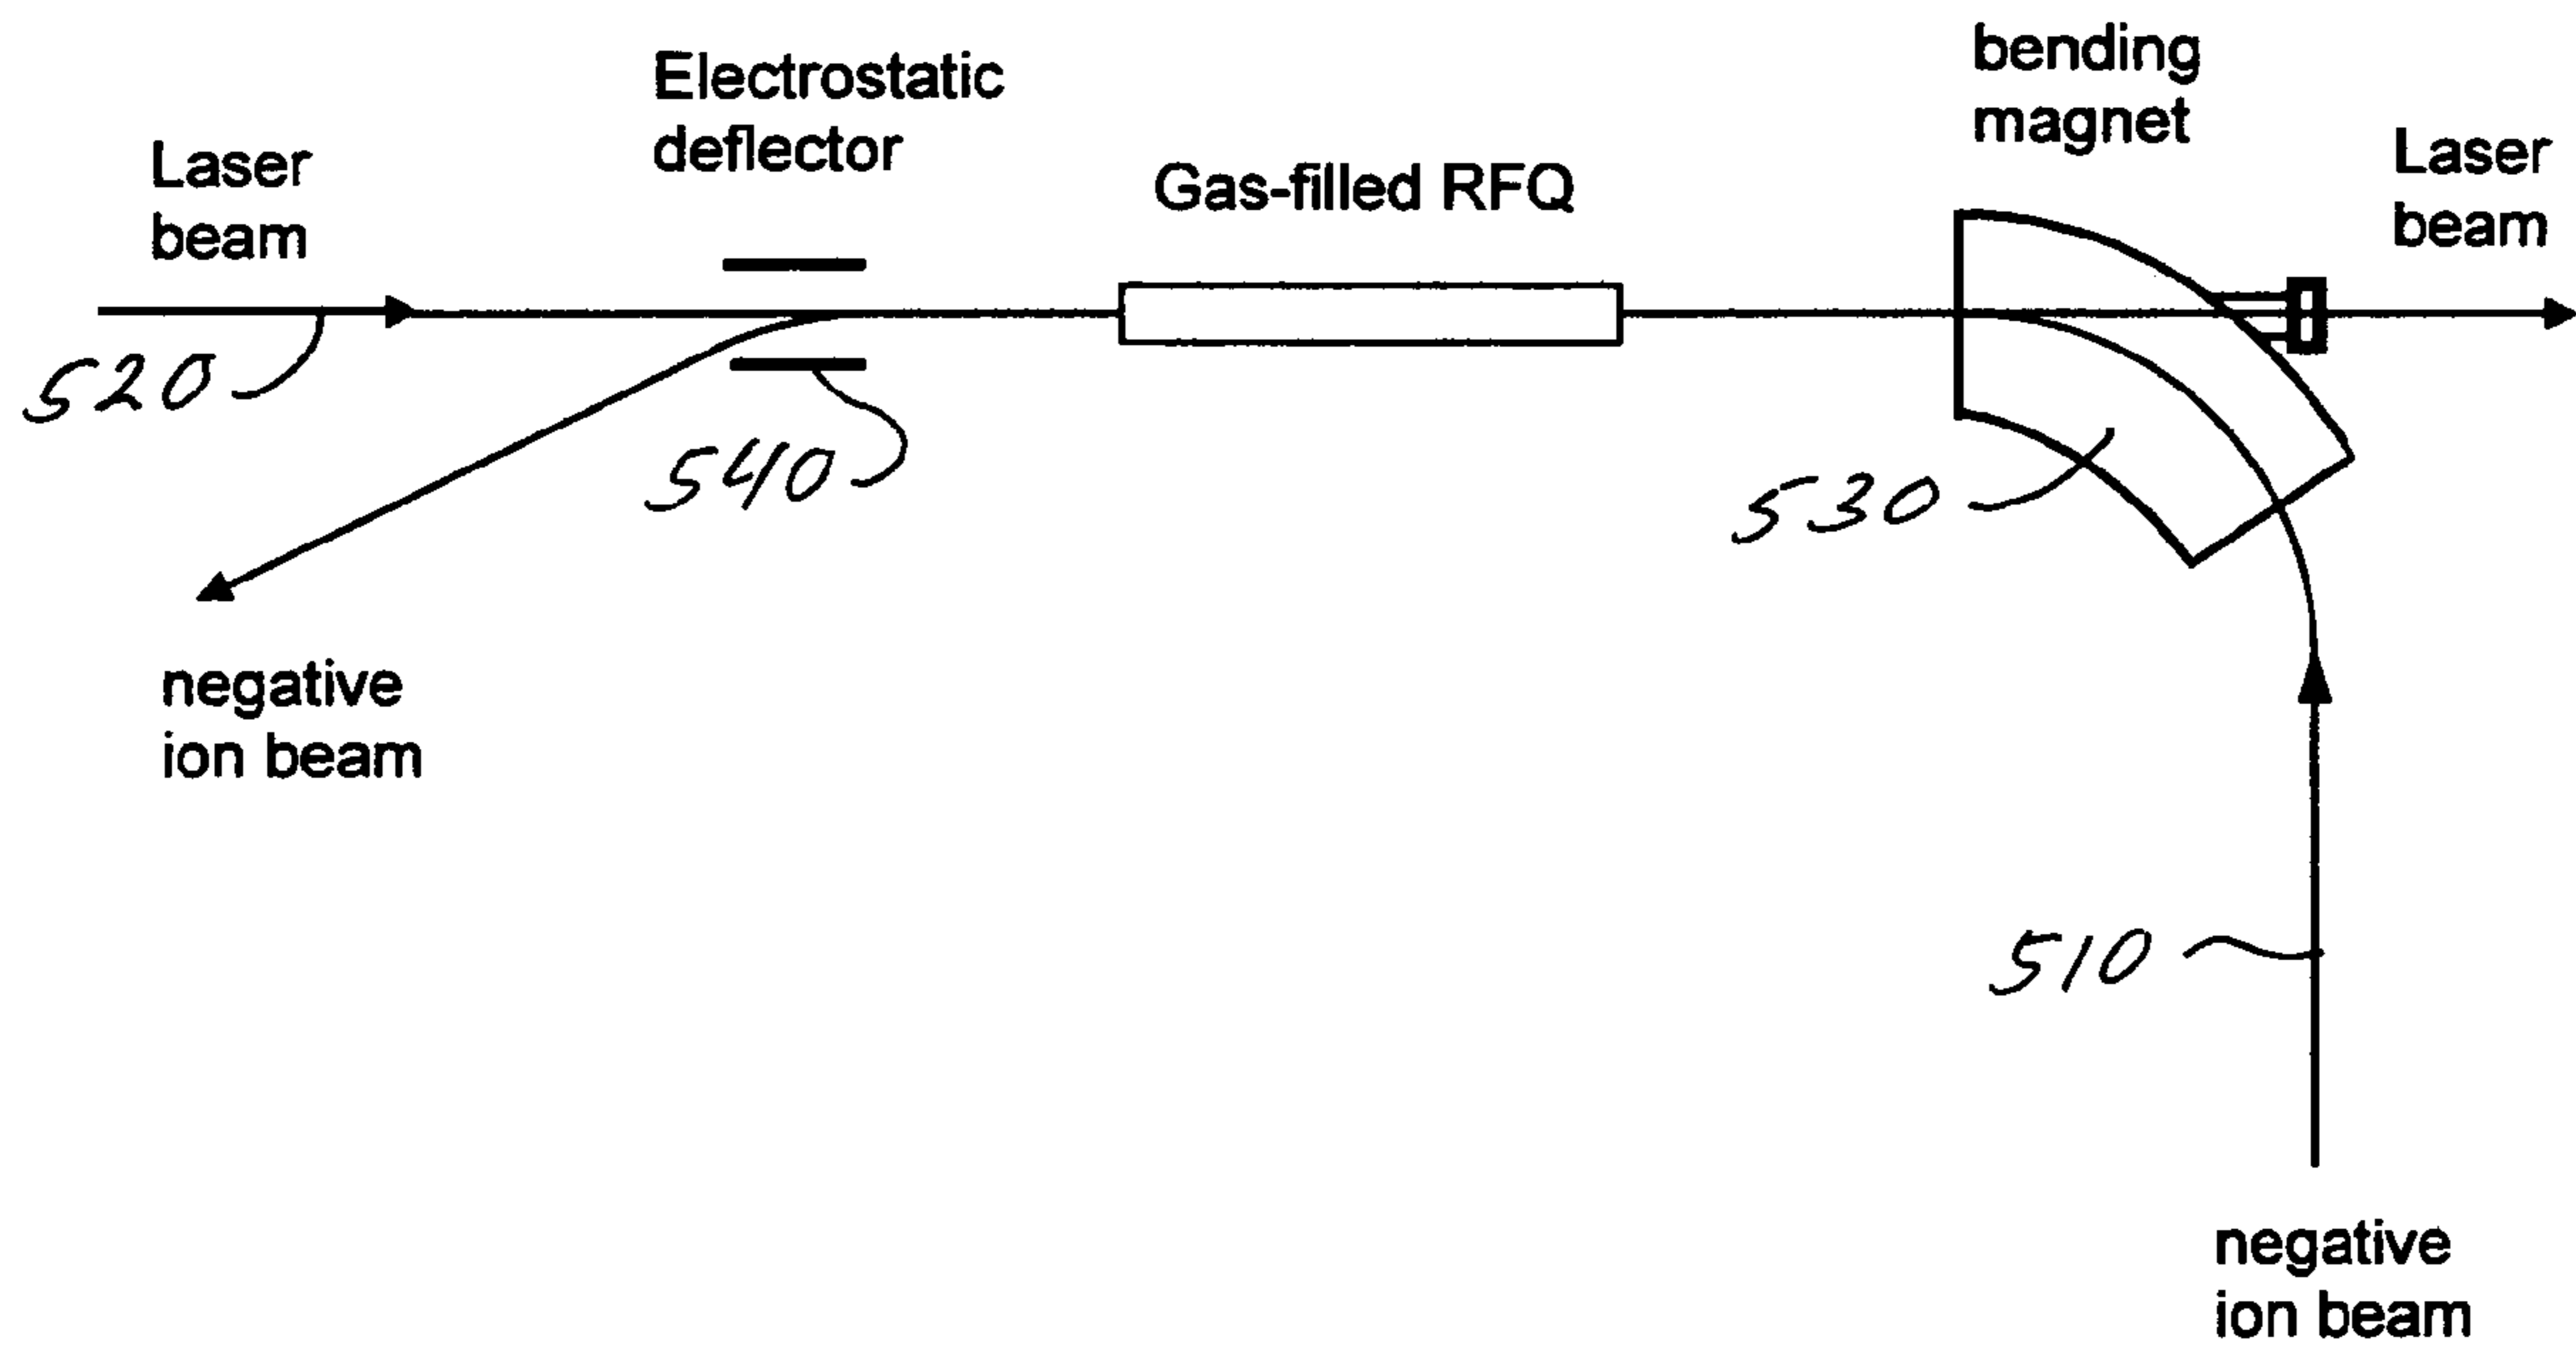 Electrostatic
deflector
bending
magnet
Laser
beam
Gas-filled RFQ
Laser
beam
520
540
530
negative
ion beam
510
negative
ion beam